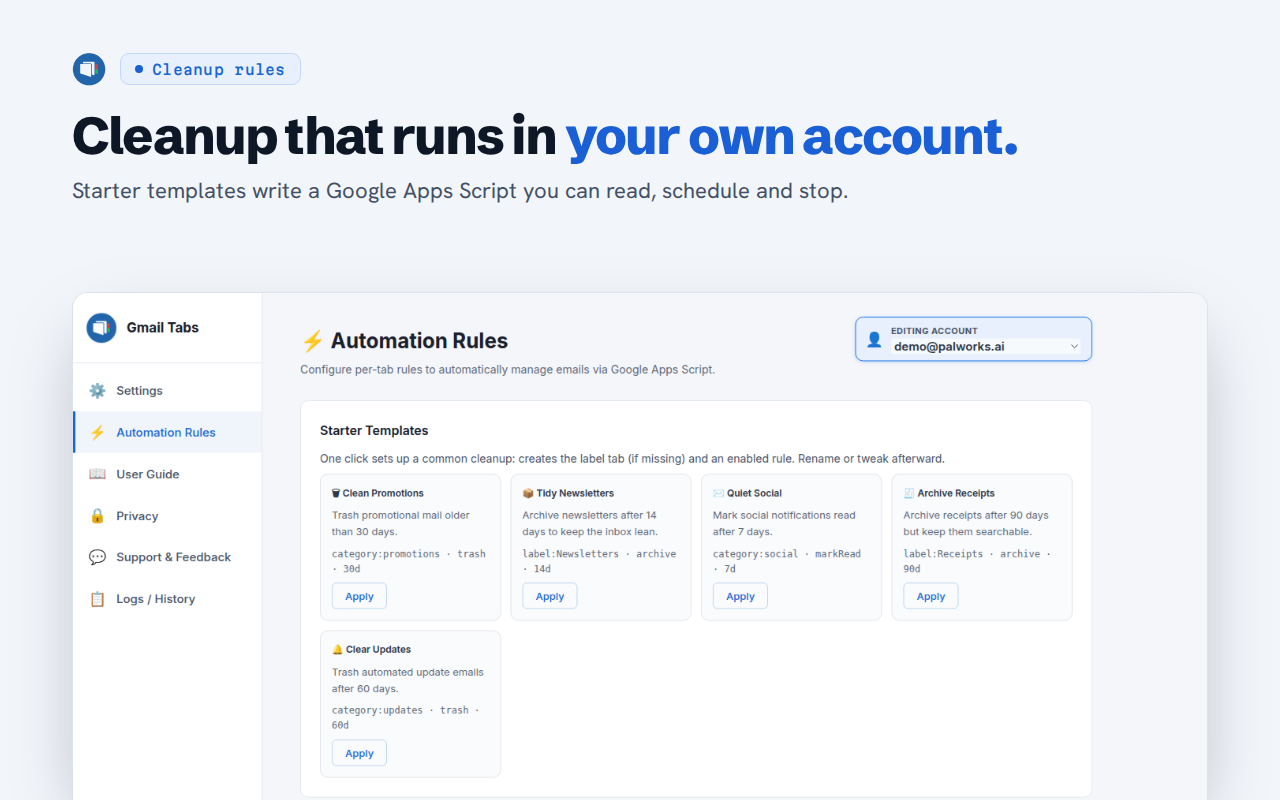 Cleanup rules
Cleanup that runs in your own account.
Starter templates write a Google Apps Script you can read, schedule and stop.
Gmail Tabs
Settings
Automation Rules
User Guide
Privacy
Support & Feedback
Logs / History
Automation Rules
Configure per-tab rules to automatically manage emails via Google Apps Script.
EDITING ACCOUNT
demo@palworks.ai
Starter Templates
One click sets up a common cleanup: creates the label tab (if missing) and an enabled rule. Rename or tweak afterward.
Clean Promotions
Trash promotional mail older
than 30 days.
category:promotions · trash
· 30d
Apply
Tidy Newsletters
Archive newsletters after 14
days to keep the inbox lean.
label:Newsletters · archive
· 14d
Apply
Quiet Social
Mark social notifications read
after 7 days.
category:social · markRead
· 7d
Apply
Archive Receipts
Archive receipts after 90 days
but keep them searchable.
label:Receipts · archive ·
90d
Apply
Clear Updates
Trash automated update emails
after 60 days.
category:updates · trash ·
60d
Apply